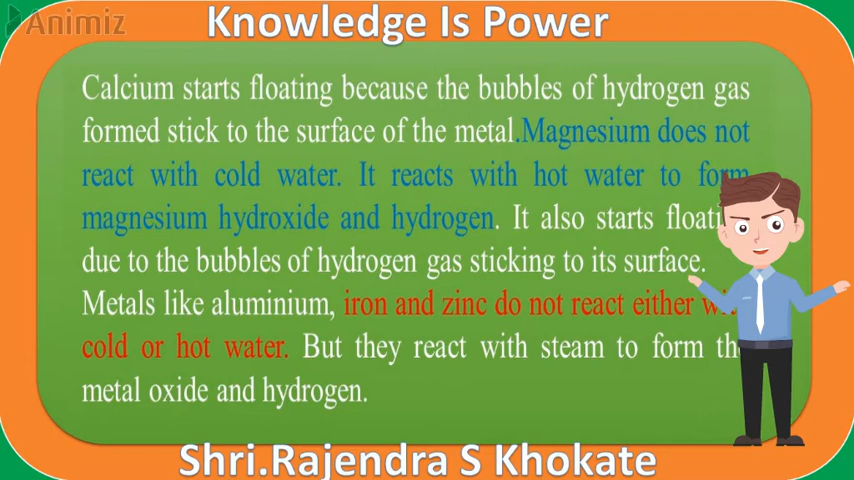 Animiz
Knowledge Is Power
Calcium starts floating because the bubbles of hydrogen gas
formed stick to the surface of the metal.Magnesium does not
react with cold water. It reacts with hot water to form
magnesium hydroxide and hydrogen. It also starts
due to the bubbles of hydrogen gas sticking to its surface.
Metals like aluminium, iron and zinc do not react either
cold or hot water. But they react with steam to form
metal oxide and hydrogen.
Shri.Rajendra S Khokate